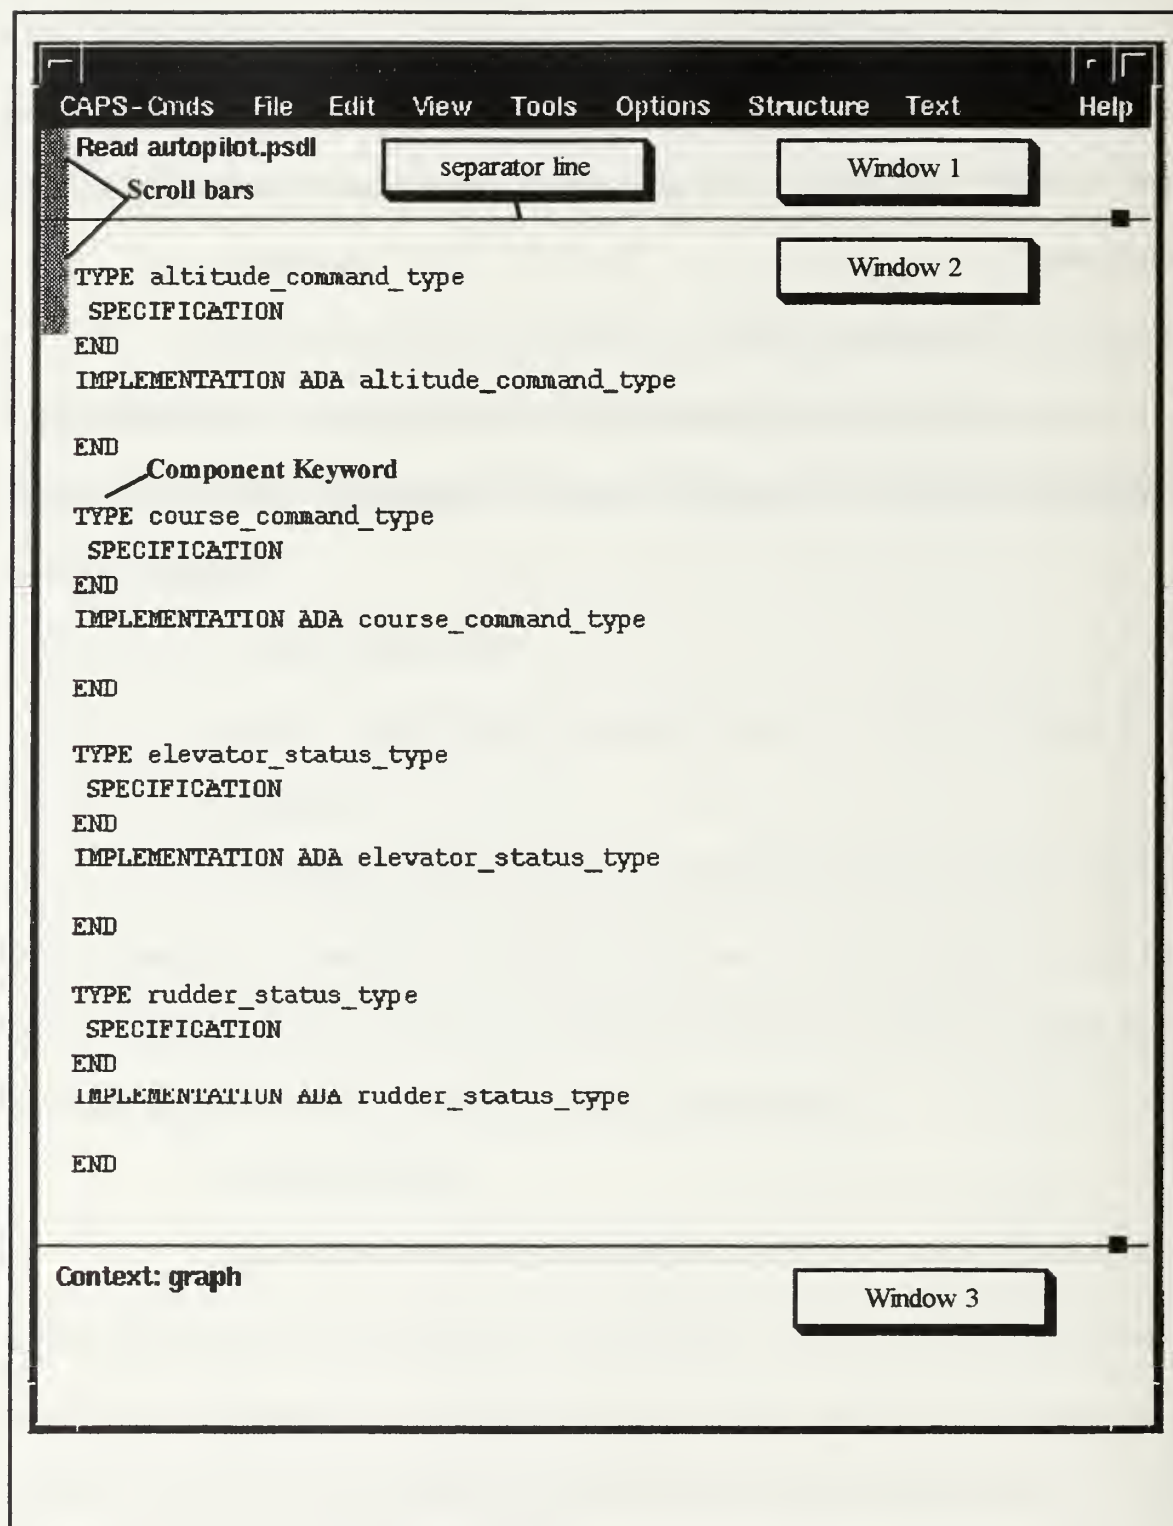 CAPS-Cmds File Edit View Tools Options Structure Text Help
Read autopilot.psdl
separator line
Window 1
Scroll bars
Window 2
TYPE altitude_command_type
SPECIFICATION
END
IMPLEMENTATION ADA altitude_command_type
END
Component Keyword
TYPE course_command_type
SPECIFICATION
END
IMPLEMENTATION ADA course_command_type
END
TYPE elevator_status_type
SPECIFICATION
END
IMPLEMENTATION ADA elevator_status_type
END
TYPE rudder_status_type
SPECIFICATION
END
IMPLEMENTATION ADA rudder_status_type
END
Context: graph
Window 3